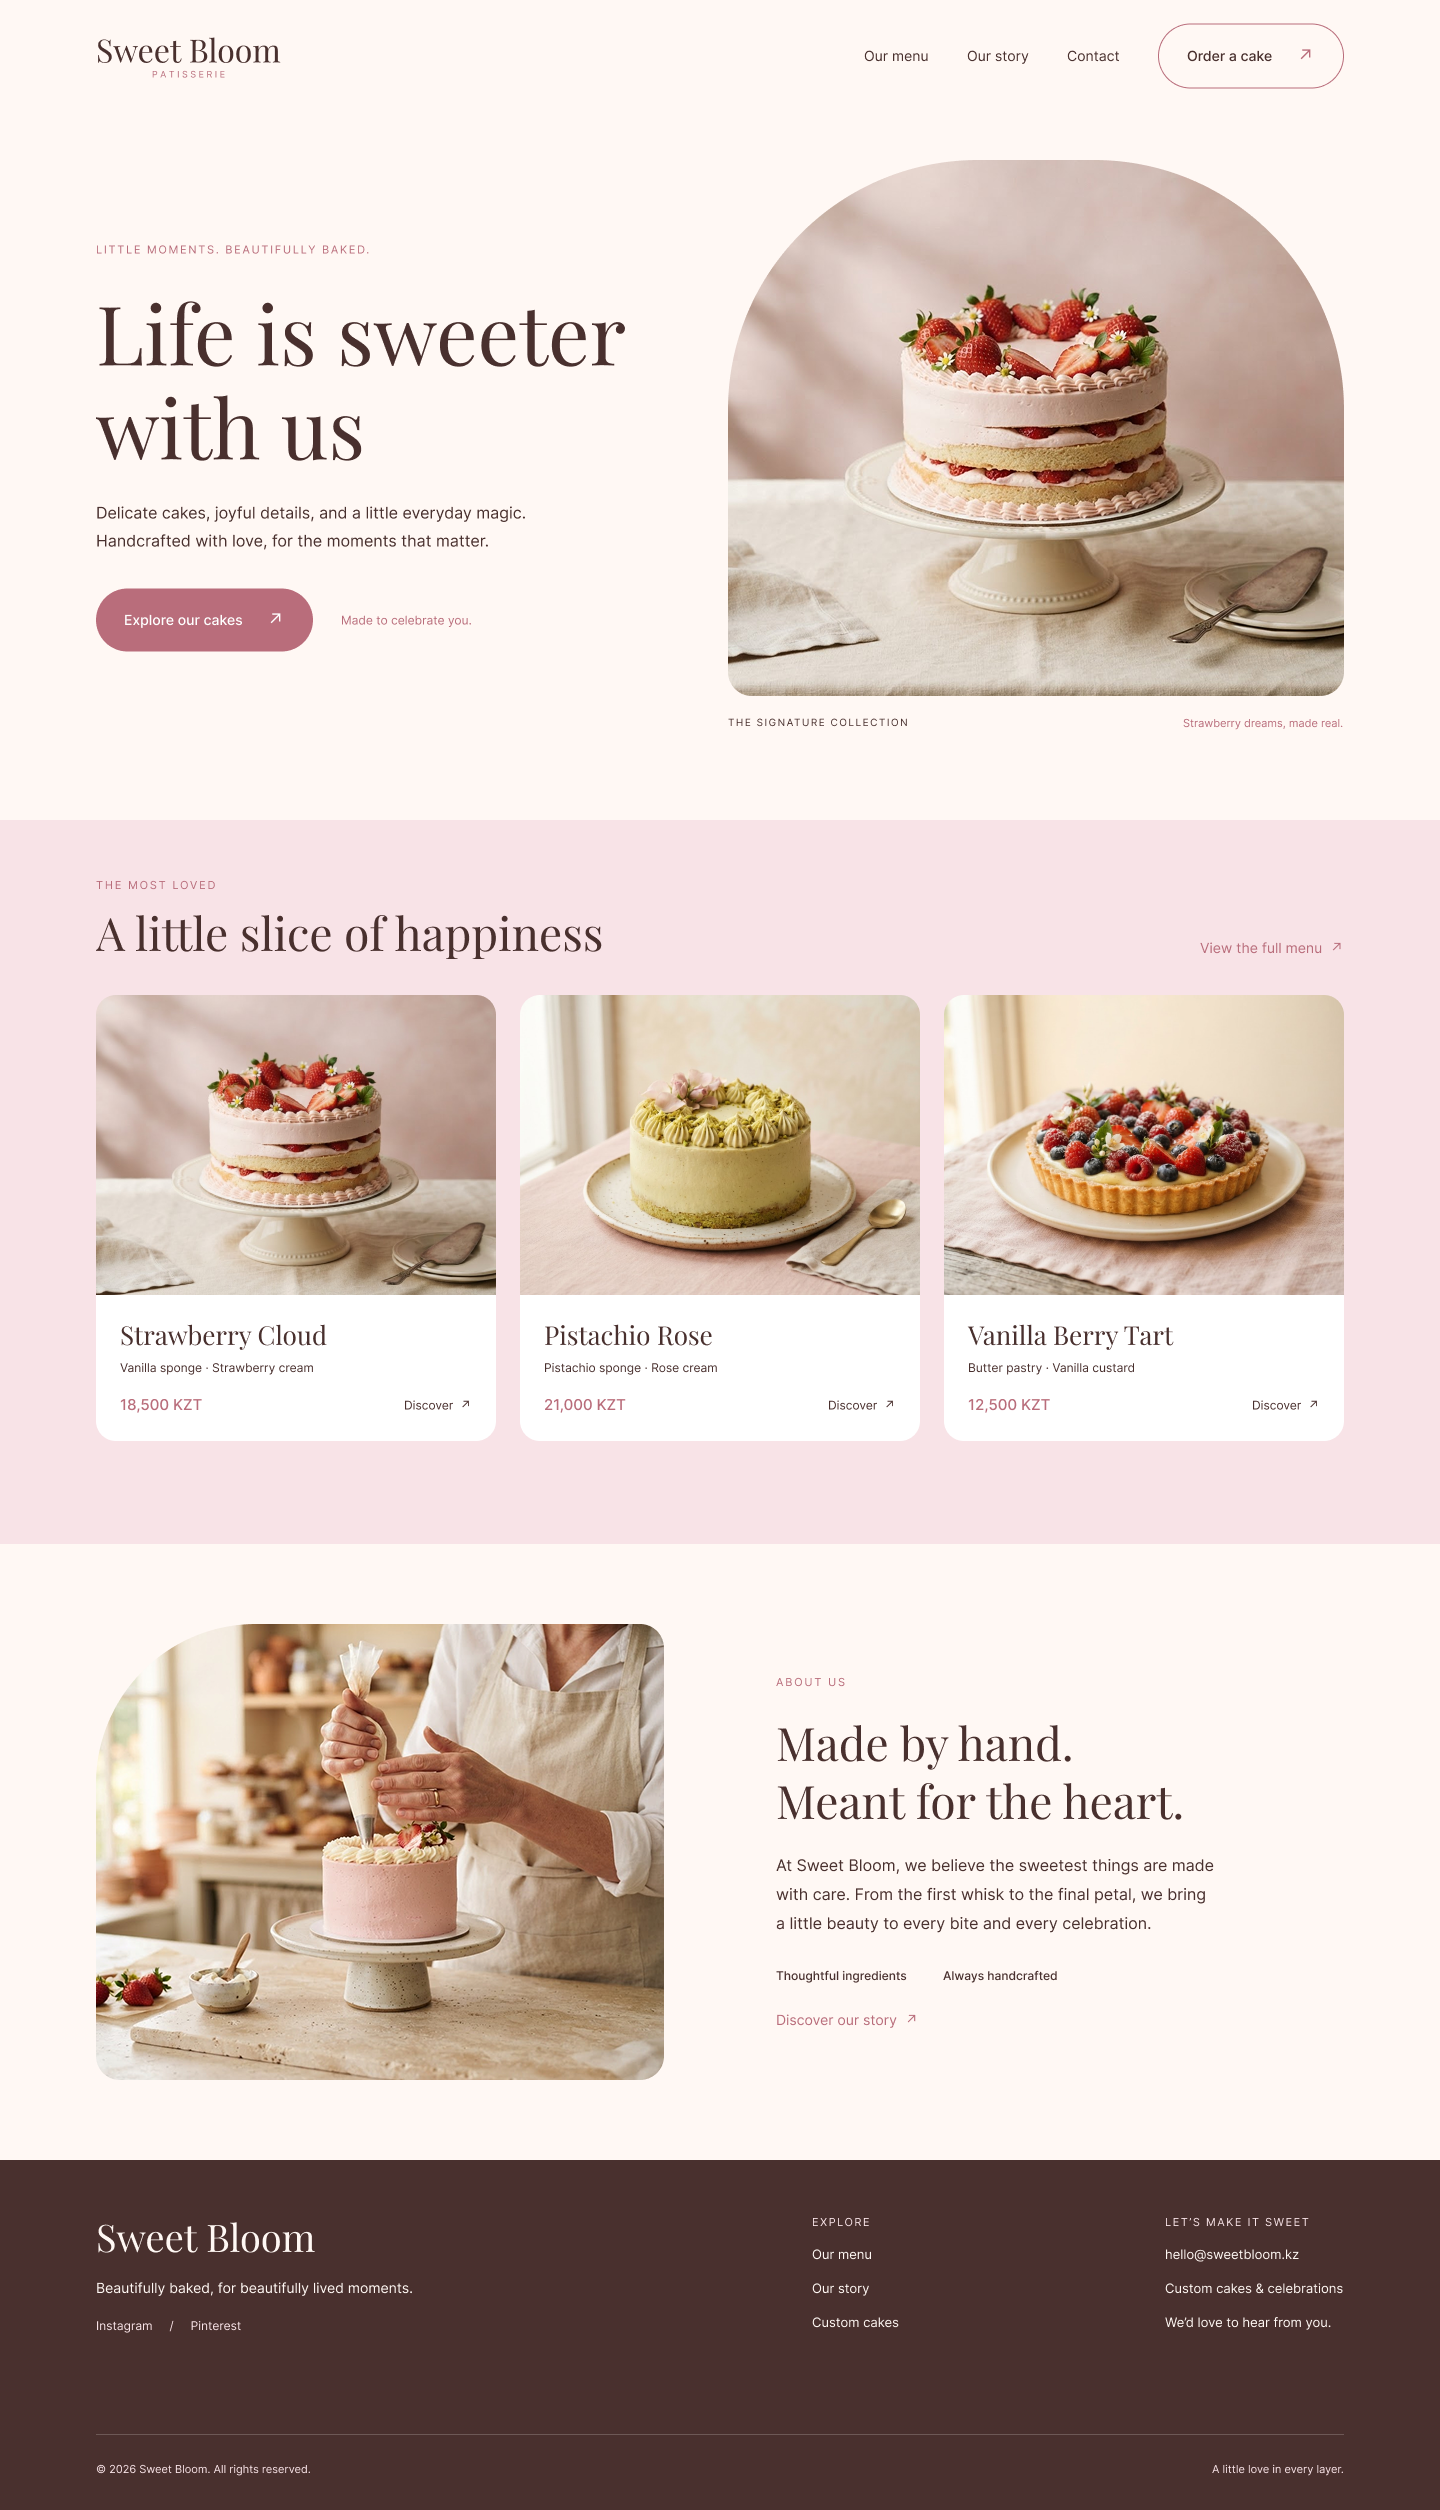 Sweet Bloom
PATISSERIE
Our menu
Our story
Contact
Order a cake
LITTLE MOMENTS. BEAUTIFULLY BAKED.
Life is sweeter
with us
Delicate cakes, joyful details, and a little everyday magic.
Handcrafted with love, for the moments that matter.
Explore our cakes
Made to celebrate you.
THE SIGNATURE COLLECTION
Strawberry dreams, made real.
THE MOST LOVED
A little slice of happiness
View the full menu
Strawberry Cloud
Vanilla sponge · Strawberry cream
18,500 KZT
Discover
Pistachio Rose
Pistachio sponge · Rose cream
21,000 KZT
Discover
Vanilla Berry Tart
Butter pastry · Vanilla custard
12,500 KZT
Discover
ABOUT US
Made by hand.
Meant for the heart.
At Sweet Bloom, we believe the sweetest things are made
with care. From the first whisk to the final petal, we bring
a little beauty to every bite and every celebration.
Thoughtful ingredients
Always handcrafted
Discover our story
Sweet Bloom
Beautifully baked, for beautifully lived moments.
Instagram / Pinterest
EXPLORE
Our menu
Our story
Custom cakes
LET’S MAKE IT SWEET
hello@sweetbloom.kz
Custom cakes & celebrations
We’d love to hear from you.
© 2026 Sweet Bloom. All rights reserved.
A little love in every layer.